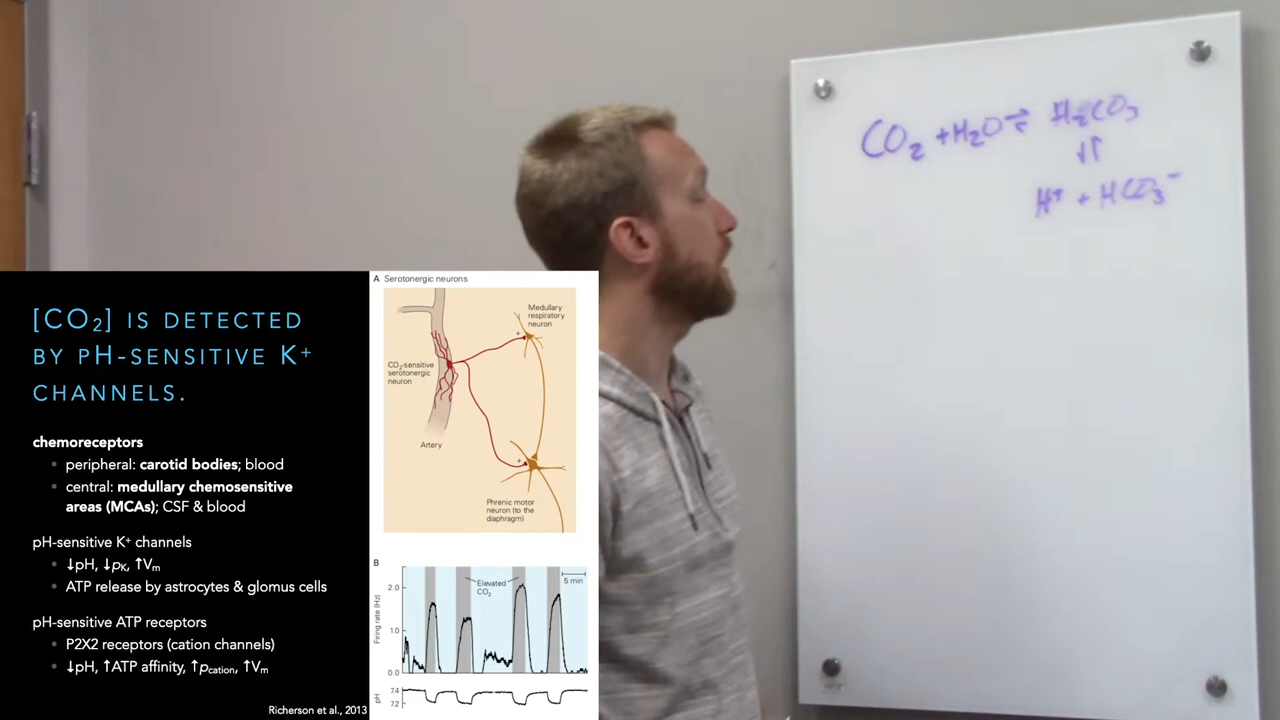 CO₂ + H₂O ⇌ H₂CO₃
⇌
H⁺ + HCO₃⁻
[CO₂] IS DETECTED
BY pH-SENSITIVE K⁺
CHANNELS.
chemoreceptors
• peripheral: carotid bodies; blood
• central: medullary chemosensitive
areas (MCAs); CSF & blood
pH-sensitive K⁺ channels
• ↓pH, ↓pK, ↑Vm
• ATP release by astrocytes & glomus cells
pH-sensitive ATP receptors
• P2X2 receptors (cation channels)
• ↓pH, ↑ATP affinity, ↑pcation, ↑Vm
Richerson et al., 2013
A Serotonergic neurons
Medullary
respiratory
neuron
+
CO₂-sensitive
serotonergic
neuron
Artery
+
Phrenic motor
neuron (to the
diaphragm)
B
Elevated
CO₂
5 min
Firing rate (Hz)
2.0
1.0
0.0
pH
7.4
7.2